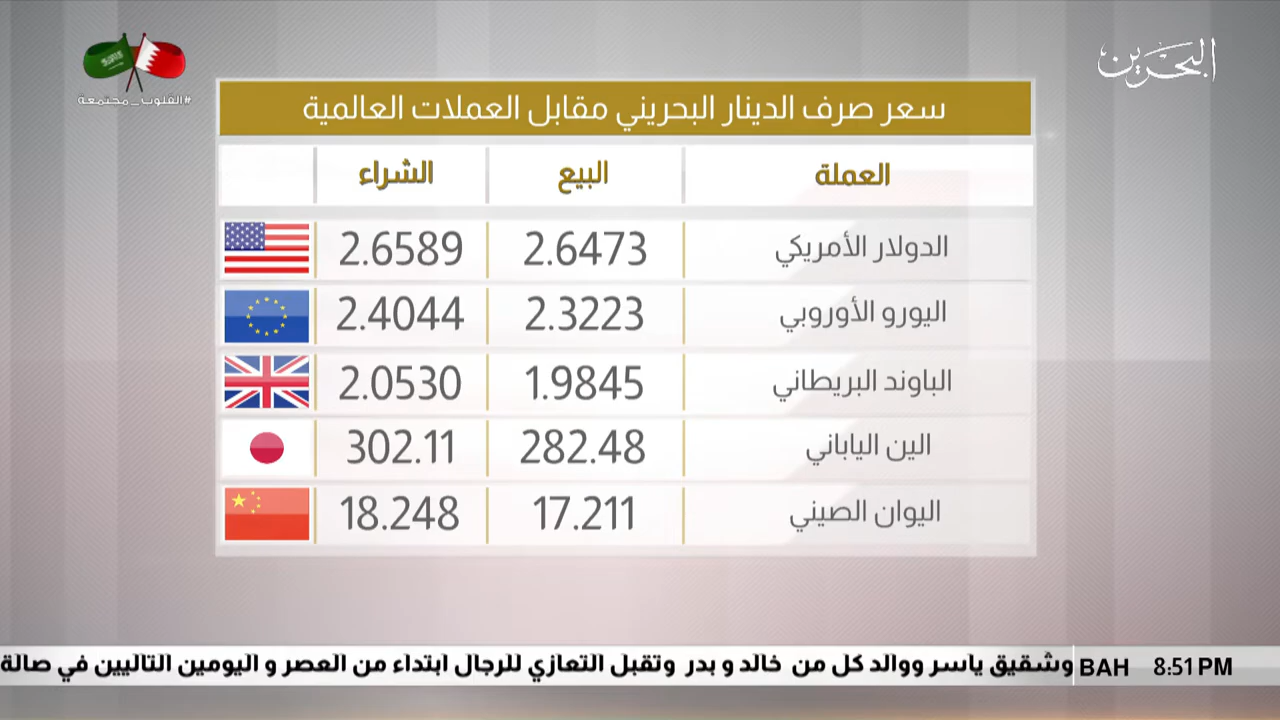 البحرين
#القلوب_مجتمعة
سعر صرف الدينار البحريني مقابل العملات العالمية
العملة البيع الشراء
الدولار الأمريكي 2.6473 2.6589
اليورو الأوروبي 2.3223 2.4044
الباوند البريطاني 1.9845 2.0530
الين الياباني 282.48 302.11
اليوان الصيني 17.211 18.248
وشقيق ياسر ووالد كل من خالد و بدر وتقبل التعازي للرجال ابتداء من العصر و اليومين التاليين في صالة
BAH 8:51 PM